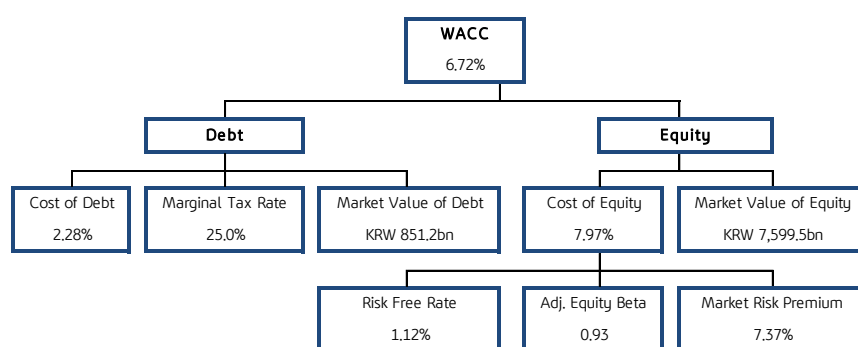 WACC
6.72%
Debt
Equity
Cost of Debt
2.28%
Marginal Tax Rate
25.0%
Market Value of Debt
KRW 851.2bn
Cost of Equity
7.97%
Market Value of Equity
KRW 7,599.5bn
Risk Free Rate
1.12%
Adj. Equity Beta
0.93
Market Risk Premium
7.37%